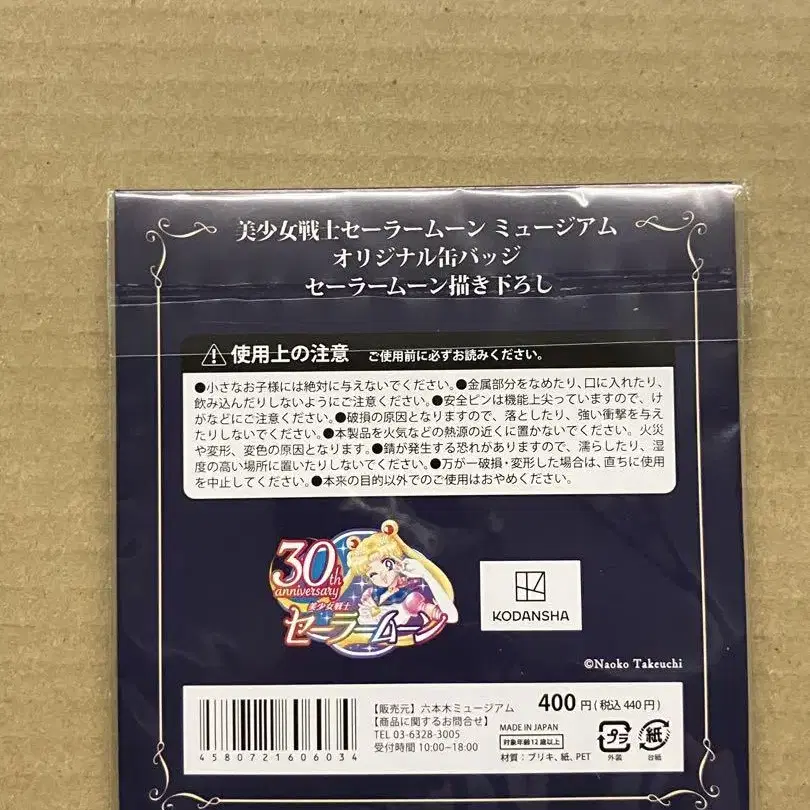 美少女戦士セーラームーン ミュージアム
オリジナル缶バッジ
セーラームーン描き下ろし
使用上の注意 ご使用前に必ずお読みください。
●小さなお子様には絶対に与えないでください。●金属部分をなめたり、口に入れたり、
飲み込んだりしないようにご注意ください。●安全ピンは機能上尖っていますので、け
がなどにご注意ください。●破損の原因となりますので、落としたり、強い衝撃を与え
たりしないでください。●本製品を火気などの熱源の近くに置かないでください。火災
や変形、変色の原因となります。●錆が発生する恐れがありますので、濡らしたり、湿
度の高い場所に置いたりしないでください。●万が一破損・変形した場合は、直ちに使用
を中止してください。●本来の目的以外でのご使用はおやめください。
30th
anniversary
美少女戦士
セーラームーン
KODANSHA
©Naoko Takeuchi
4580721606034
【販売元】六本木ミュージアム
【商品に関するお問合せ】
TEL 03-6328-3005
受付時間 10:00~18:00
400円(税込440円)
MADE IN JAPAN
対象年齢12歳以上
材質:ブリキ、紙、PET
プラ
外装
紙
台紙